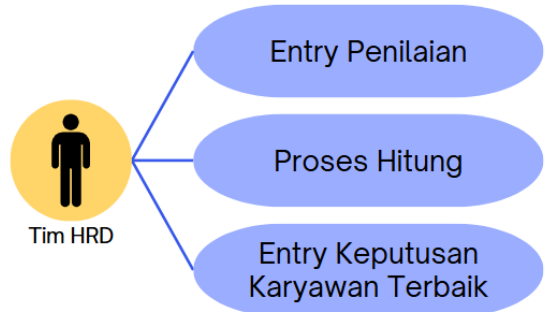 Entry Penilaian
Proses Hitung
Tim HRD
Entry Keputusan
Karyawan Terbaik